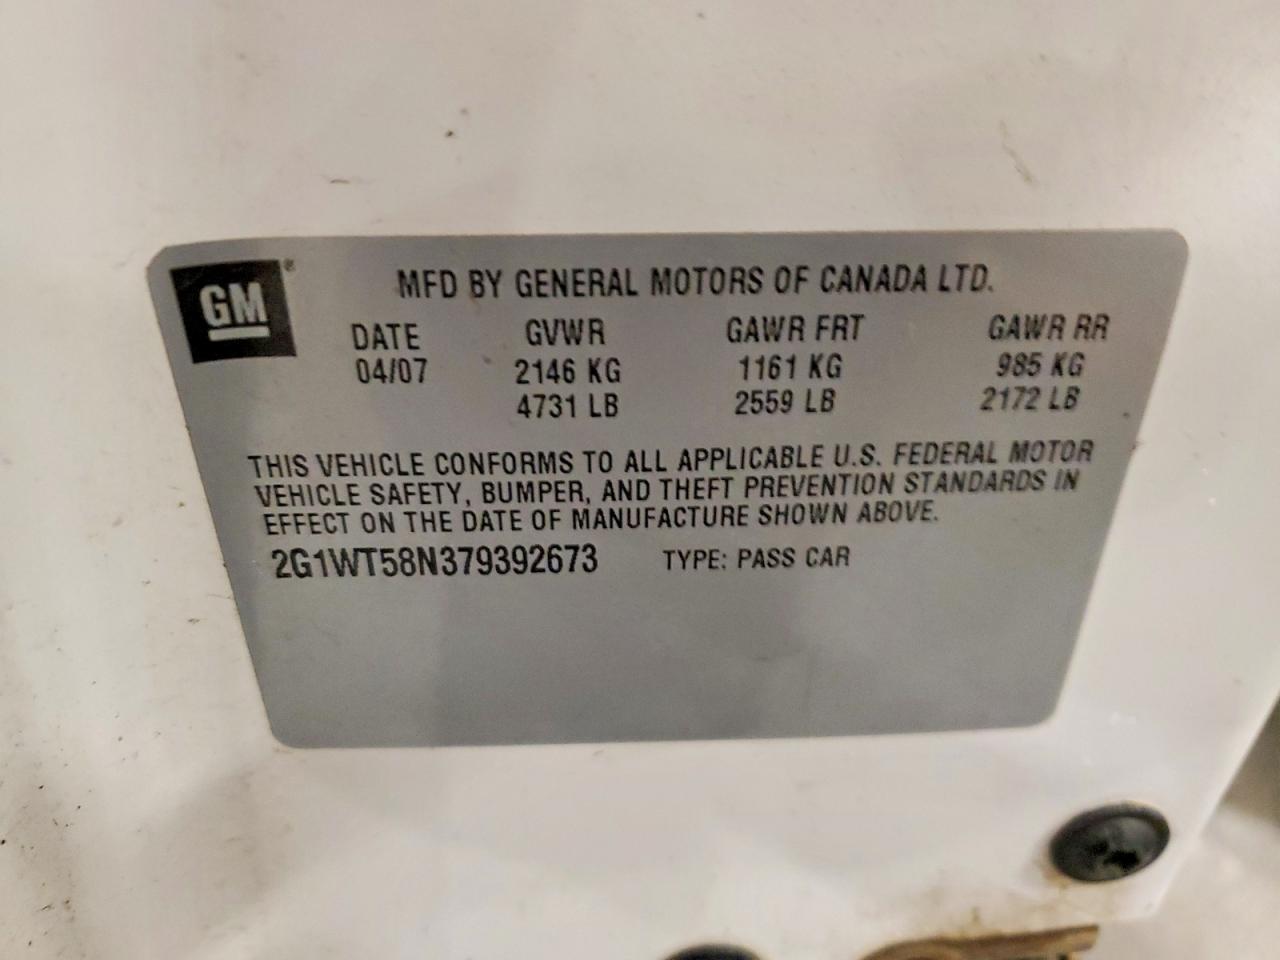 GM®
MFD BY GENERAL MOTORS OF CANADA LTD.
DATE GVWR GAWR FRT GAWR RR
04/07 2146 KG 1161 KG 985 KG
4731 LB 2559 LB 2172 LB
THIS VEHICLE CONFORMS TO ALL APPLICABLE U.S. FEDERAL MOTOR
VEHICLE SAFETY, BUMPER, AND THEFT PREVENTION STANDARDS IN
EFFECT ON THE DATE OF MANUFACTURE SHOWN ABOVE.
2G1WT58N379392673 TYPE: PASS CAR